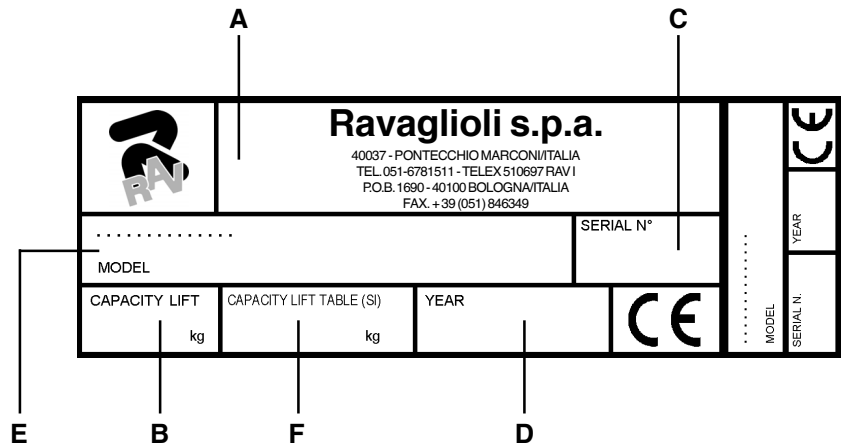 A
C
RAV
Ravaglioli s.p.a.
40037 - PONTECCHIO MARCONI/ITALIA
TEL. 051-6781511 - TELEX 510697 RAV I
P.O.B. 1690 - 40100 BOLOGNA/ITALIA
FAX. + 39 (051) 846349
. . . . . . . . . . . . . . .
MODEL
SERIAL N°
CAPACITY LIFT
kg
CAPACITY LIFT TABLE (SI)
kg
YEAR
CE
. . . . . . . . . . . .
MODEL
CE
YEAR
SERIAL N.
E
B
F
D